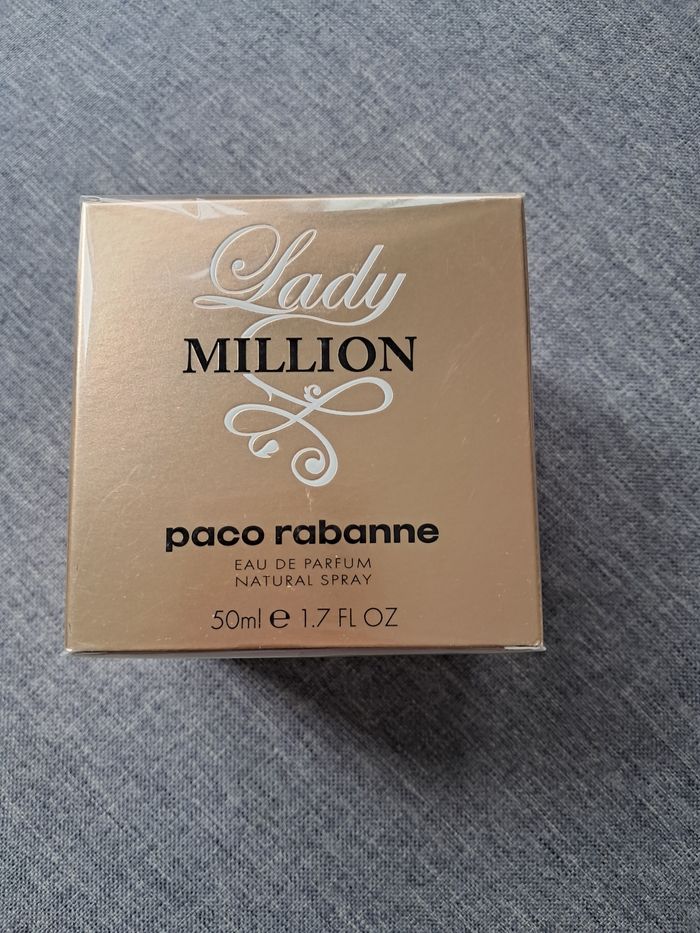 Lady
MILLION
paco rabanne
EAU DE PARFUM
NATURAL SPRAY
50ml e 1.7 FL OZ